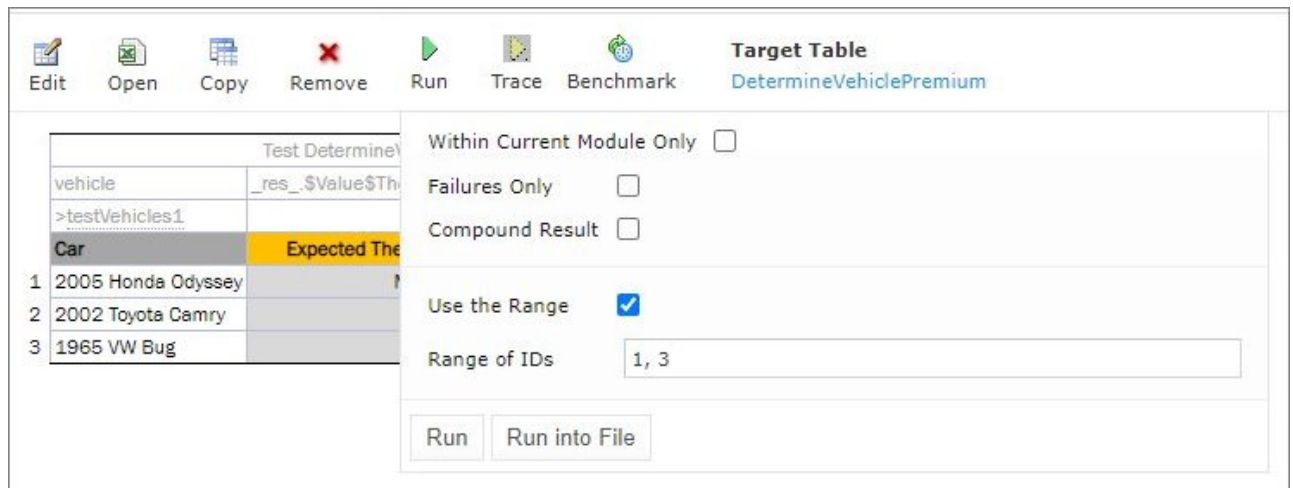 Edit Open Copy Remove Run Trace Benchmark
Target Table
DetermineVehiclePremium
Test Determine
vehicle _res_.$Value$Th
>testVehicles1
Car Expected The
1 2005 Honda Odyssey
2 2002 Toyota Camry
3 1965 VW Bug
Within Current Module Only
Failures Only
Compound Result
Use the Range
Range of IDs 1, 3
Run Run into File